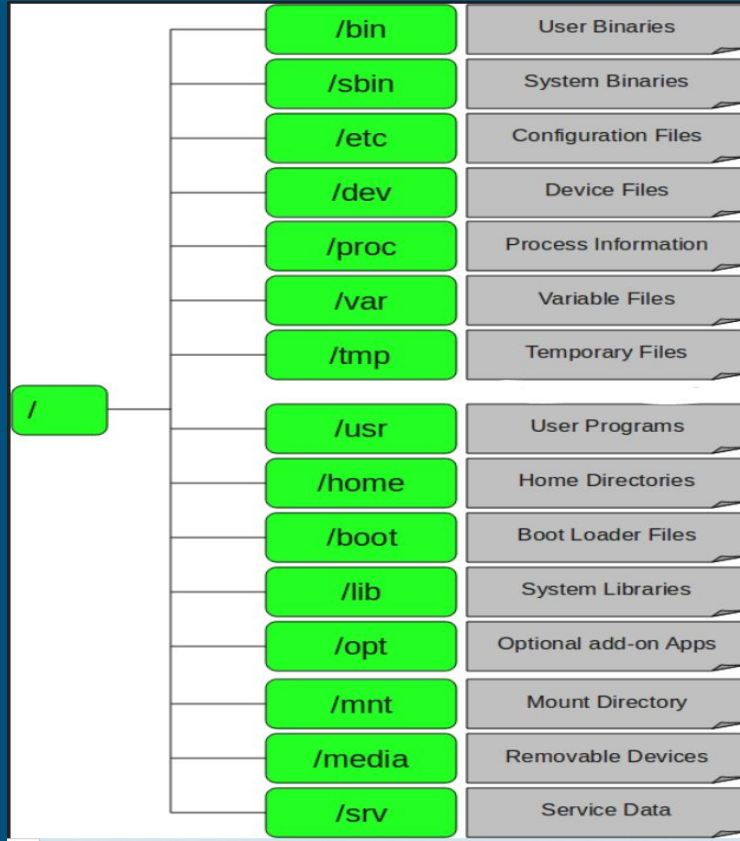 /bin User Binaries
/sbin System Binaries
/etc Configuration Files
/dev Device Files
/proc Process Information
/var Variable Files
/tmp Temporary Files
/
/usr User Programs
/home Home Directories
/boot Boot Loader Files
/lib System Libraries
/opt Optional add-on Apps
/mnt Mount Directory
/media Removable Devices
/srv Service Data